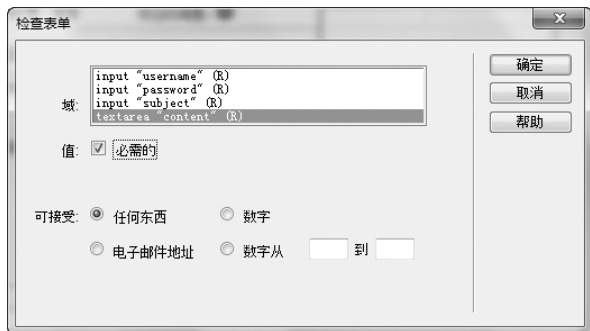 检查表单
域:
input "username" (R)
input "password" (R)
input "subject" (R)
textarea "content" (R)
值: 必需的
可接受: 任何东西 数字
电子邮件地址 数字从 到
确定
取消
帮助